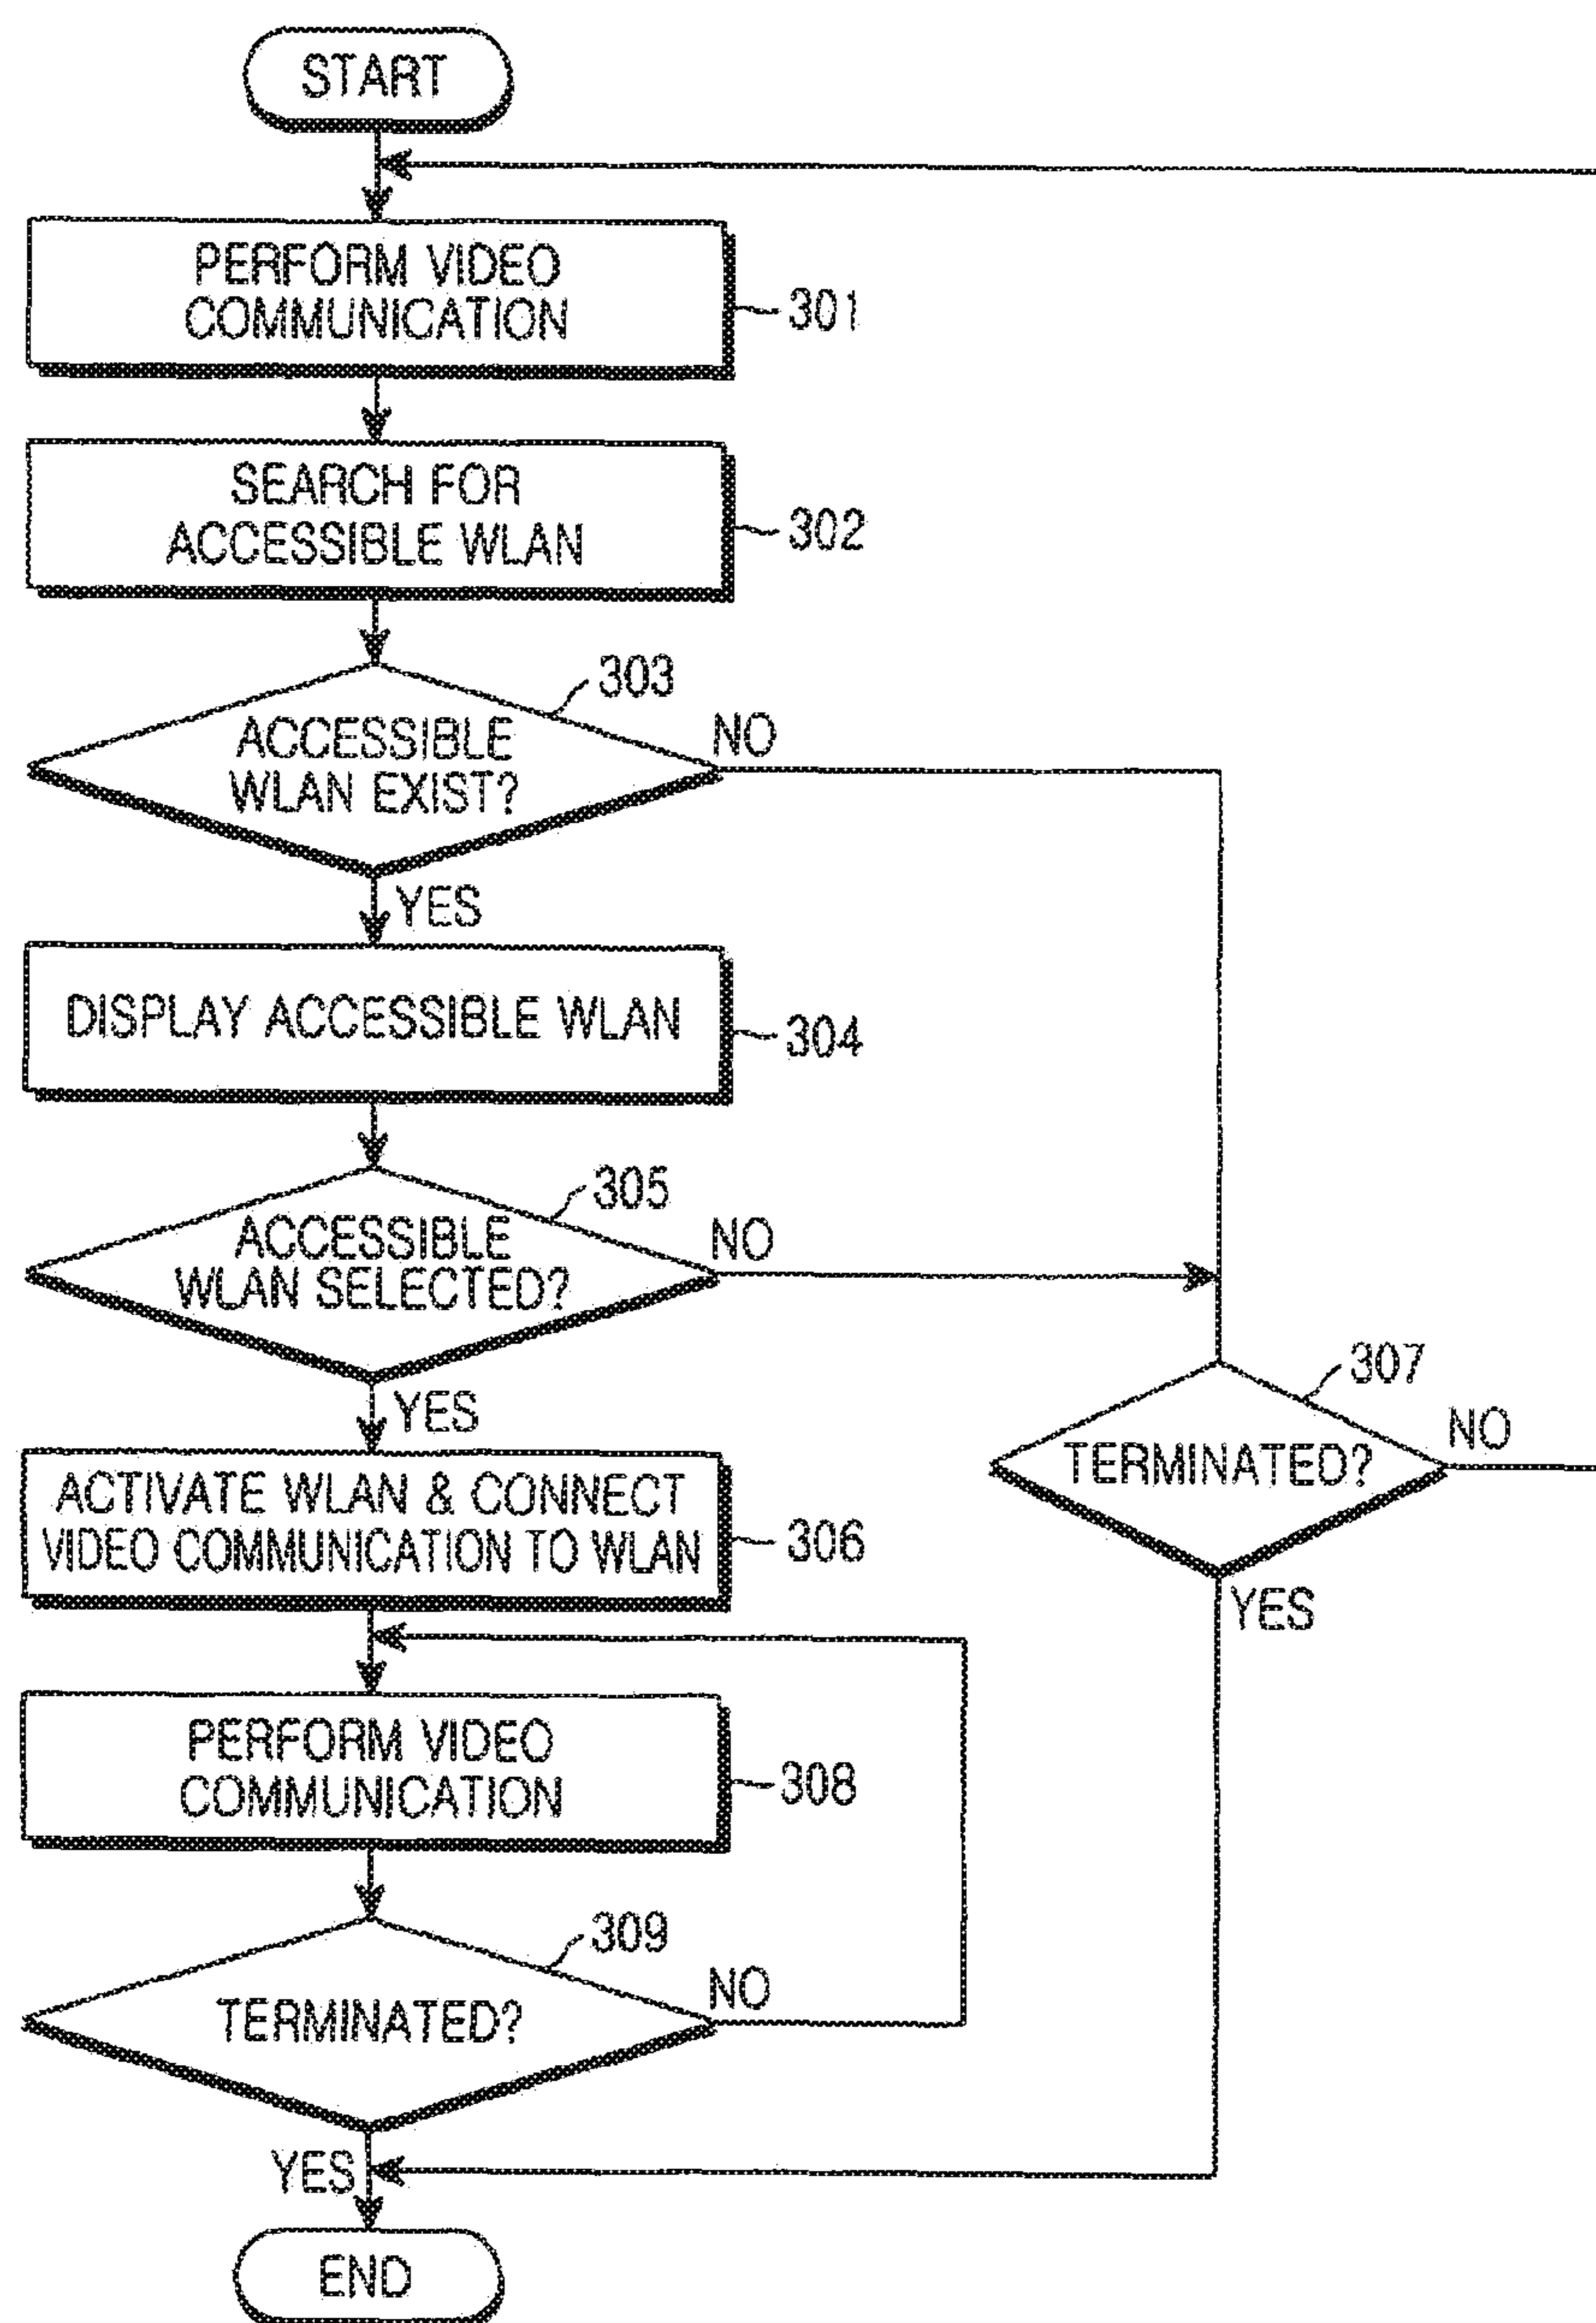 START
PERFORM VIDEO
COMMUNICATION
301
SEARCH FOR
ACCESSIBLE WLAN
302
303
ACCESSIBLE
WLAN EXIST?
NO
YES
DISPLAY ACCESSIBLE WLAN
304
305
ACCESSIBLE
WLAN SELECTED?
NO
YES
307
TERMINATED?
NO
YES
ACTIVATE WLAN & CONNECT
VIDEO COMMUNICATION TO WLAN
306
PERFORM VIDEO
COMMUNICATION
308
309
TERMINATED?
NO
YES
END